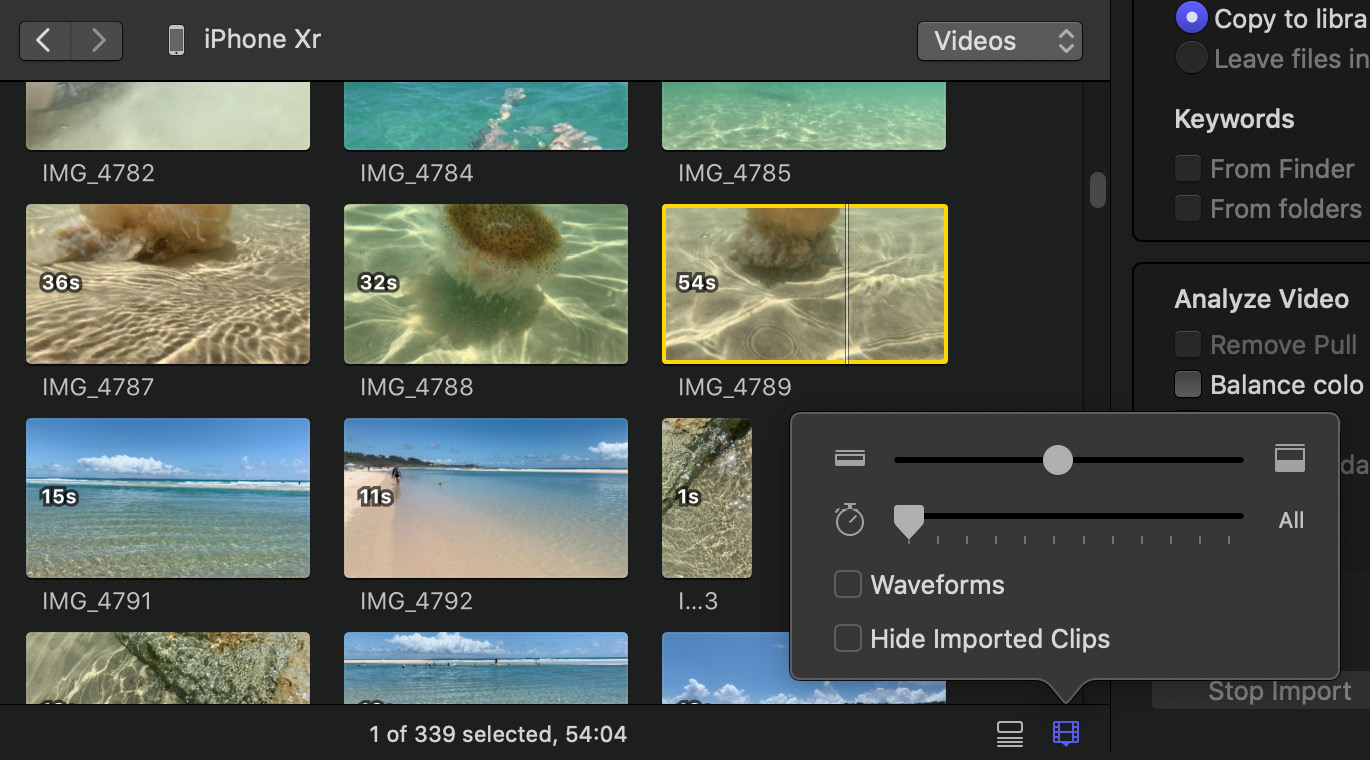 iPhone Xr
Videos
Copy to libra
Leave files in
Keywords
From Finder
From folders
IMG_4782
IMG_4784
IMG_4785
36s
32s
54s
IMG_4787
IMG_4788
IMG_4789
Analyze Video
Remove Pull
Balance colo
da
15s
11s
1s
IMG_4791
IMG_4792
I...3
All
Waveforms
Hide Imported Clips
Stop Import
1 of 339 selected, 54:04